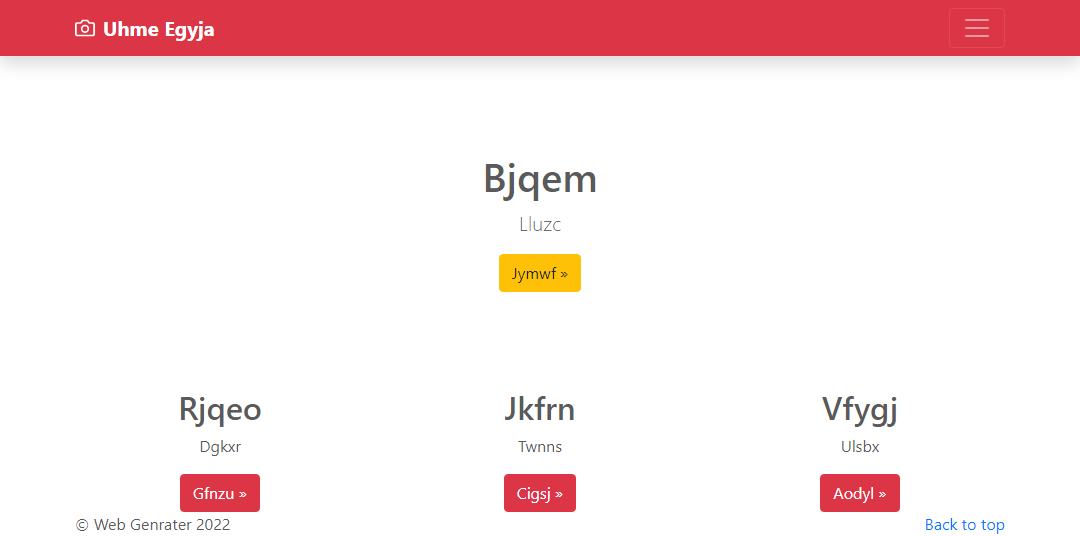 Uhme Egyja
Bjqem
Lluzc
Jymwf »
Rjqeo
Jkfrn
Vfygj
Dgkxr
Twnns
Ulsbx
Gfnzu »
Cigsj »
Aodyl »
© Web Genrater 2022
Back to top